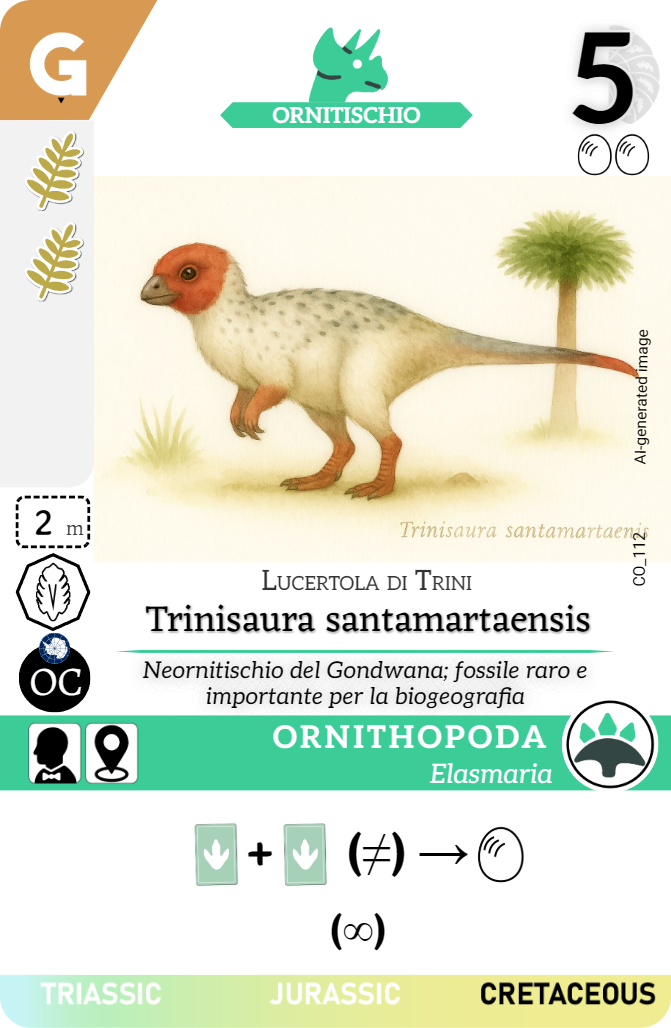 G
ORNITISCHIO
5
AI-generated image
2 m
Trinisaura santamartaenis
CO_112
LUCERTOLA DI TRINI
Trinisaura santamartaensis
OC
Neornitischio del Gondwana; fossile raro e
importante per la biogeografia
ORNITHOPODA
Elasmaria
+ (≠) → 
(∞)
TRIASSIC JURASSIC CRETACEOUS